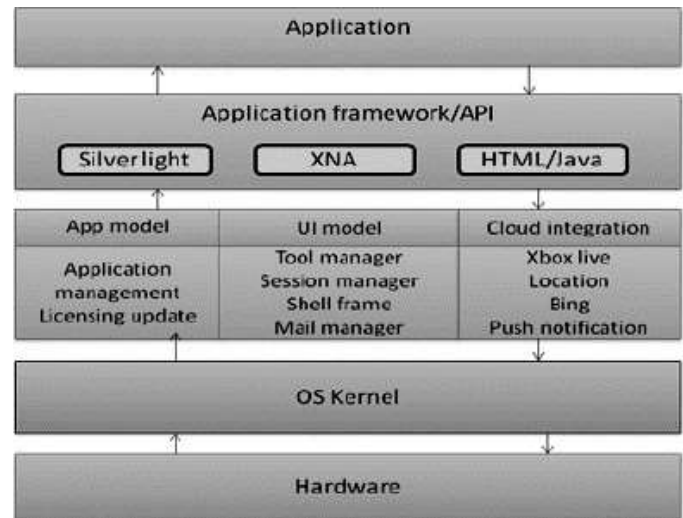 Application
Application framework/API
Silverlight
XNA
HTML/Java
App model
UI model
Cloud integration
Application
management
Licensing update
Tool manager
Session manager
Shell frame
Mail manager
Xbox live
Location
Bing
Push notification
OS Kernel
Hardware